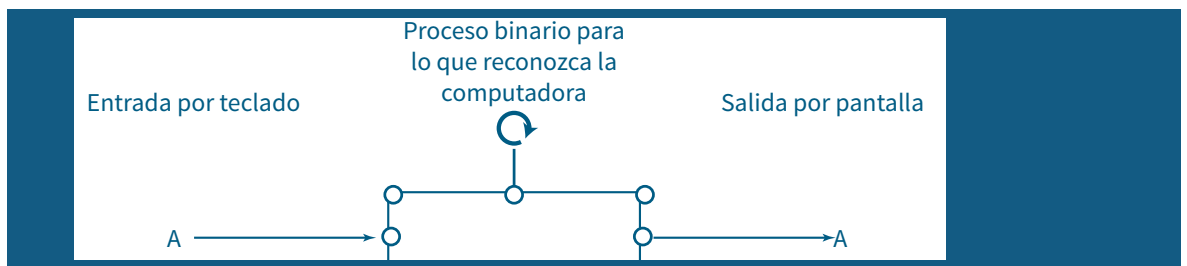 Proceso binario para
lo que reconozca la
computadora
Entrada por teclado
Salida por pantalla
A
A